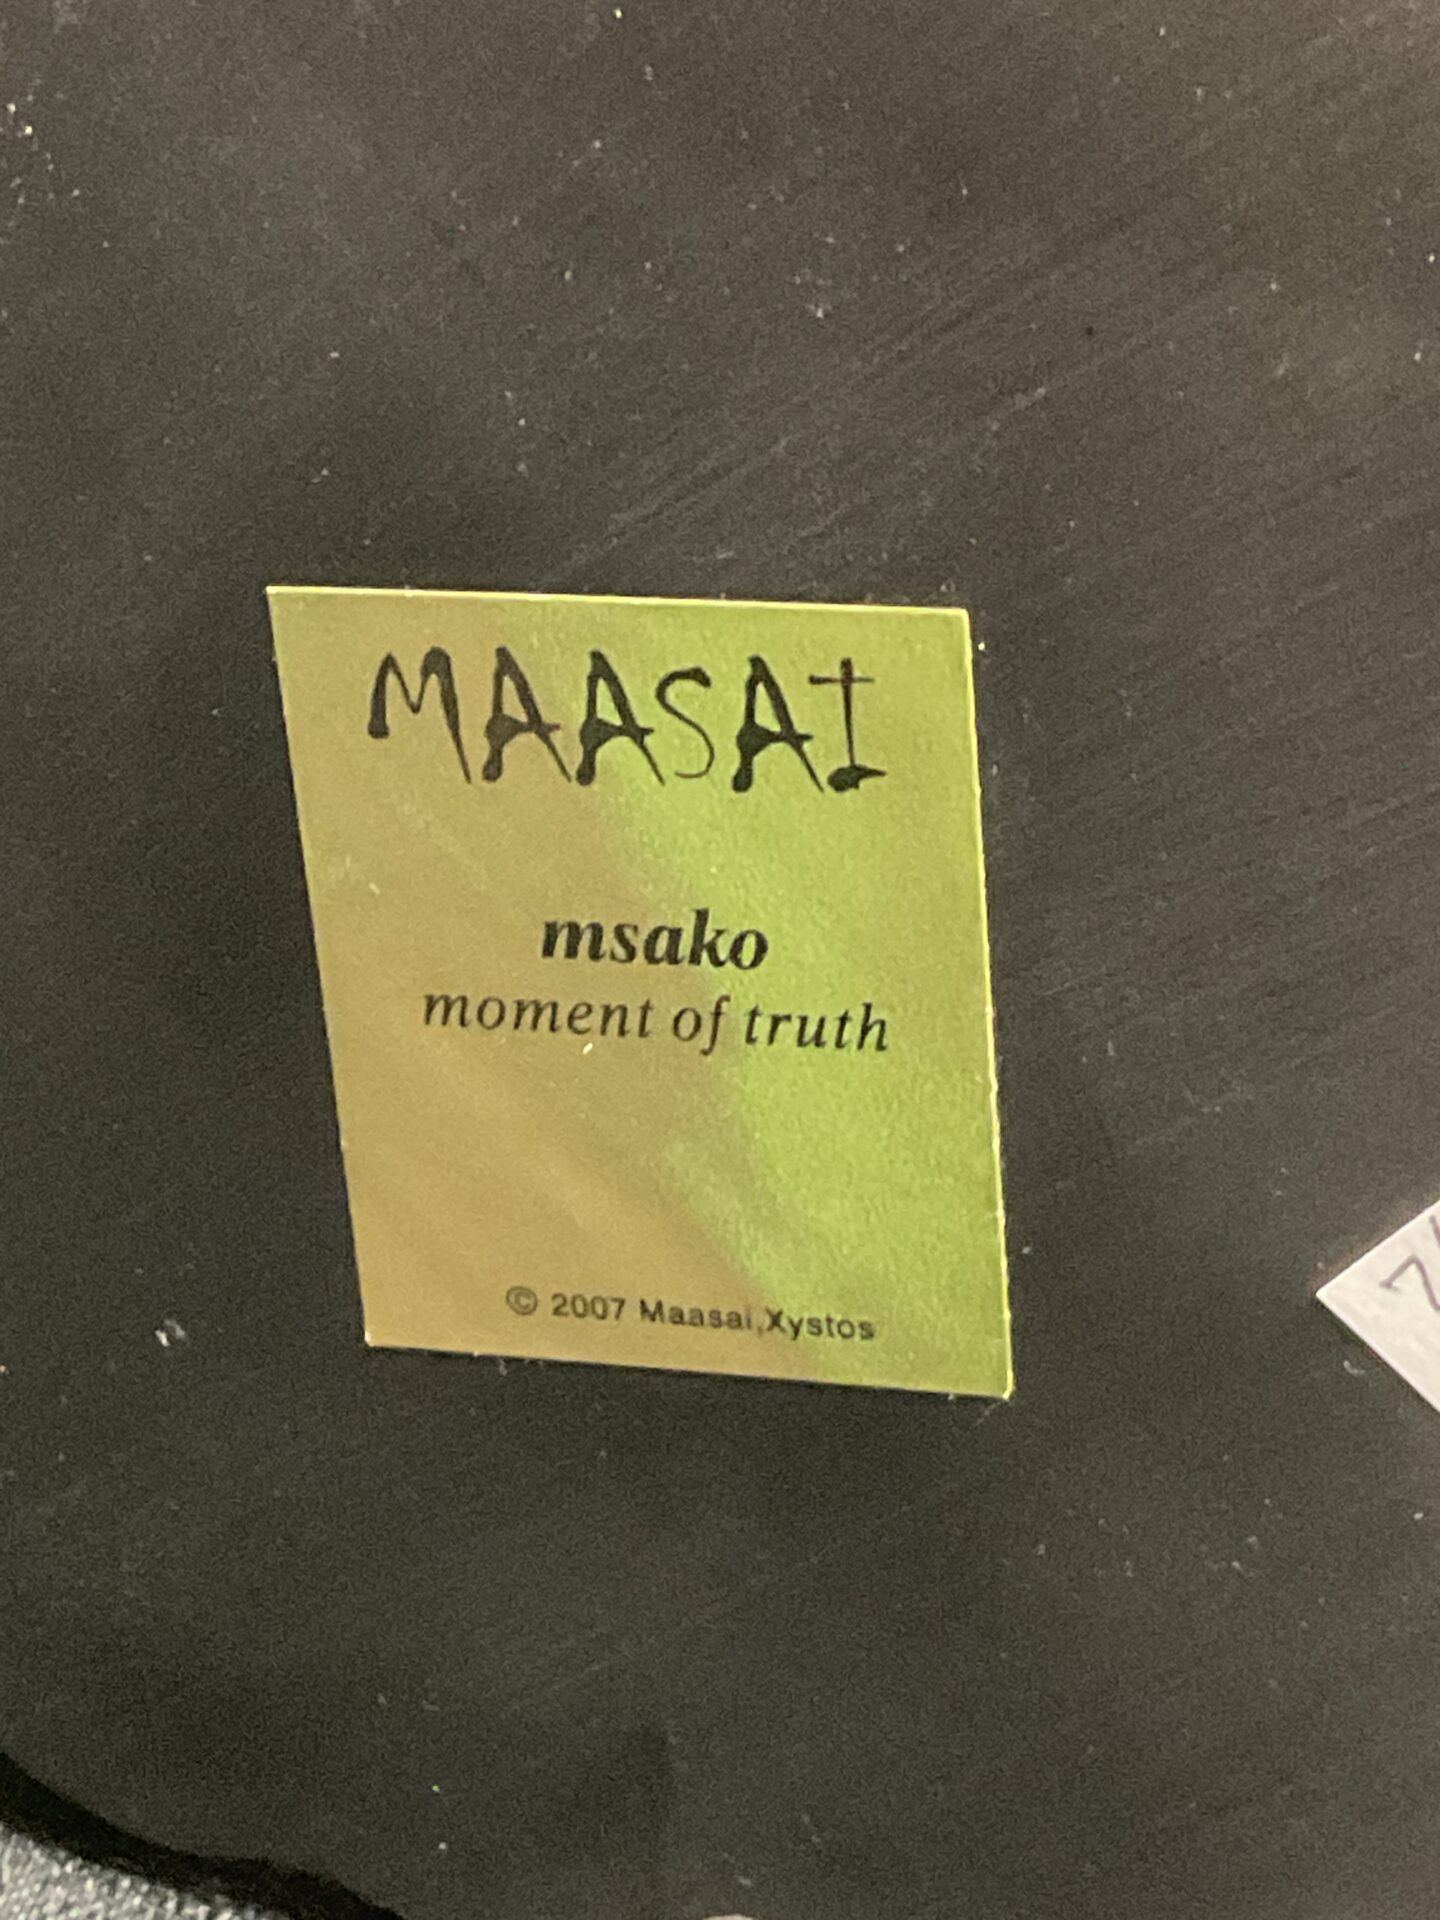 MAASAI
msako
moment of truth
© 2007 Maasai,Xystos